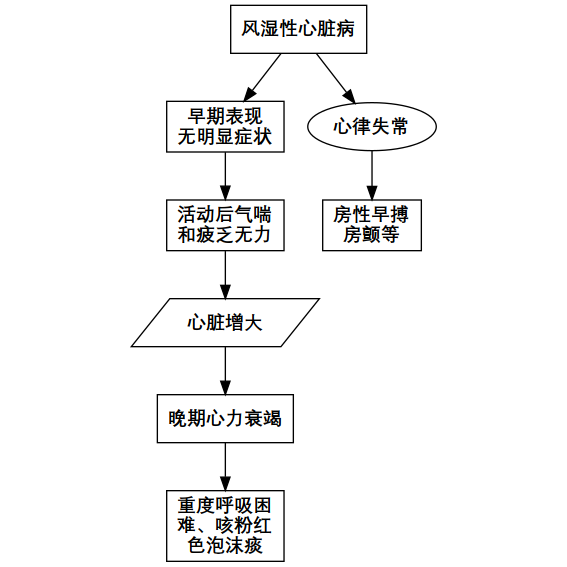 风湿性心脏病
早期表现
无明显症状
心律失常
活动后气喘
和疲乏无力
房性早搏
房颤等
心脏增大
晚期心力衰竭
重度呼吸困
难、咳粉红
色泡沫痰